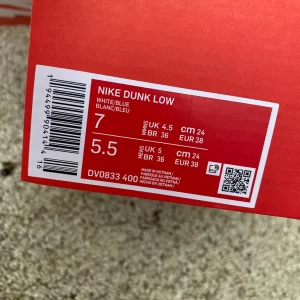 NIKE DUNK LOW
WHITE/BLUE
BLANC/BLEU
7 UK 4.5 cm 24
BR 36 EUR 38
5.5 UK 5 cm 24
BR 36 EUR 38
DV0833 400
MADE IN VIETNAM